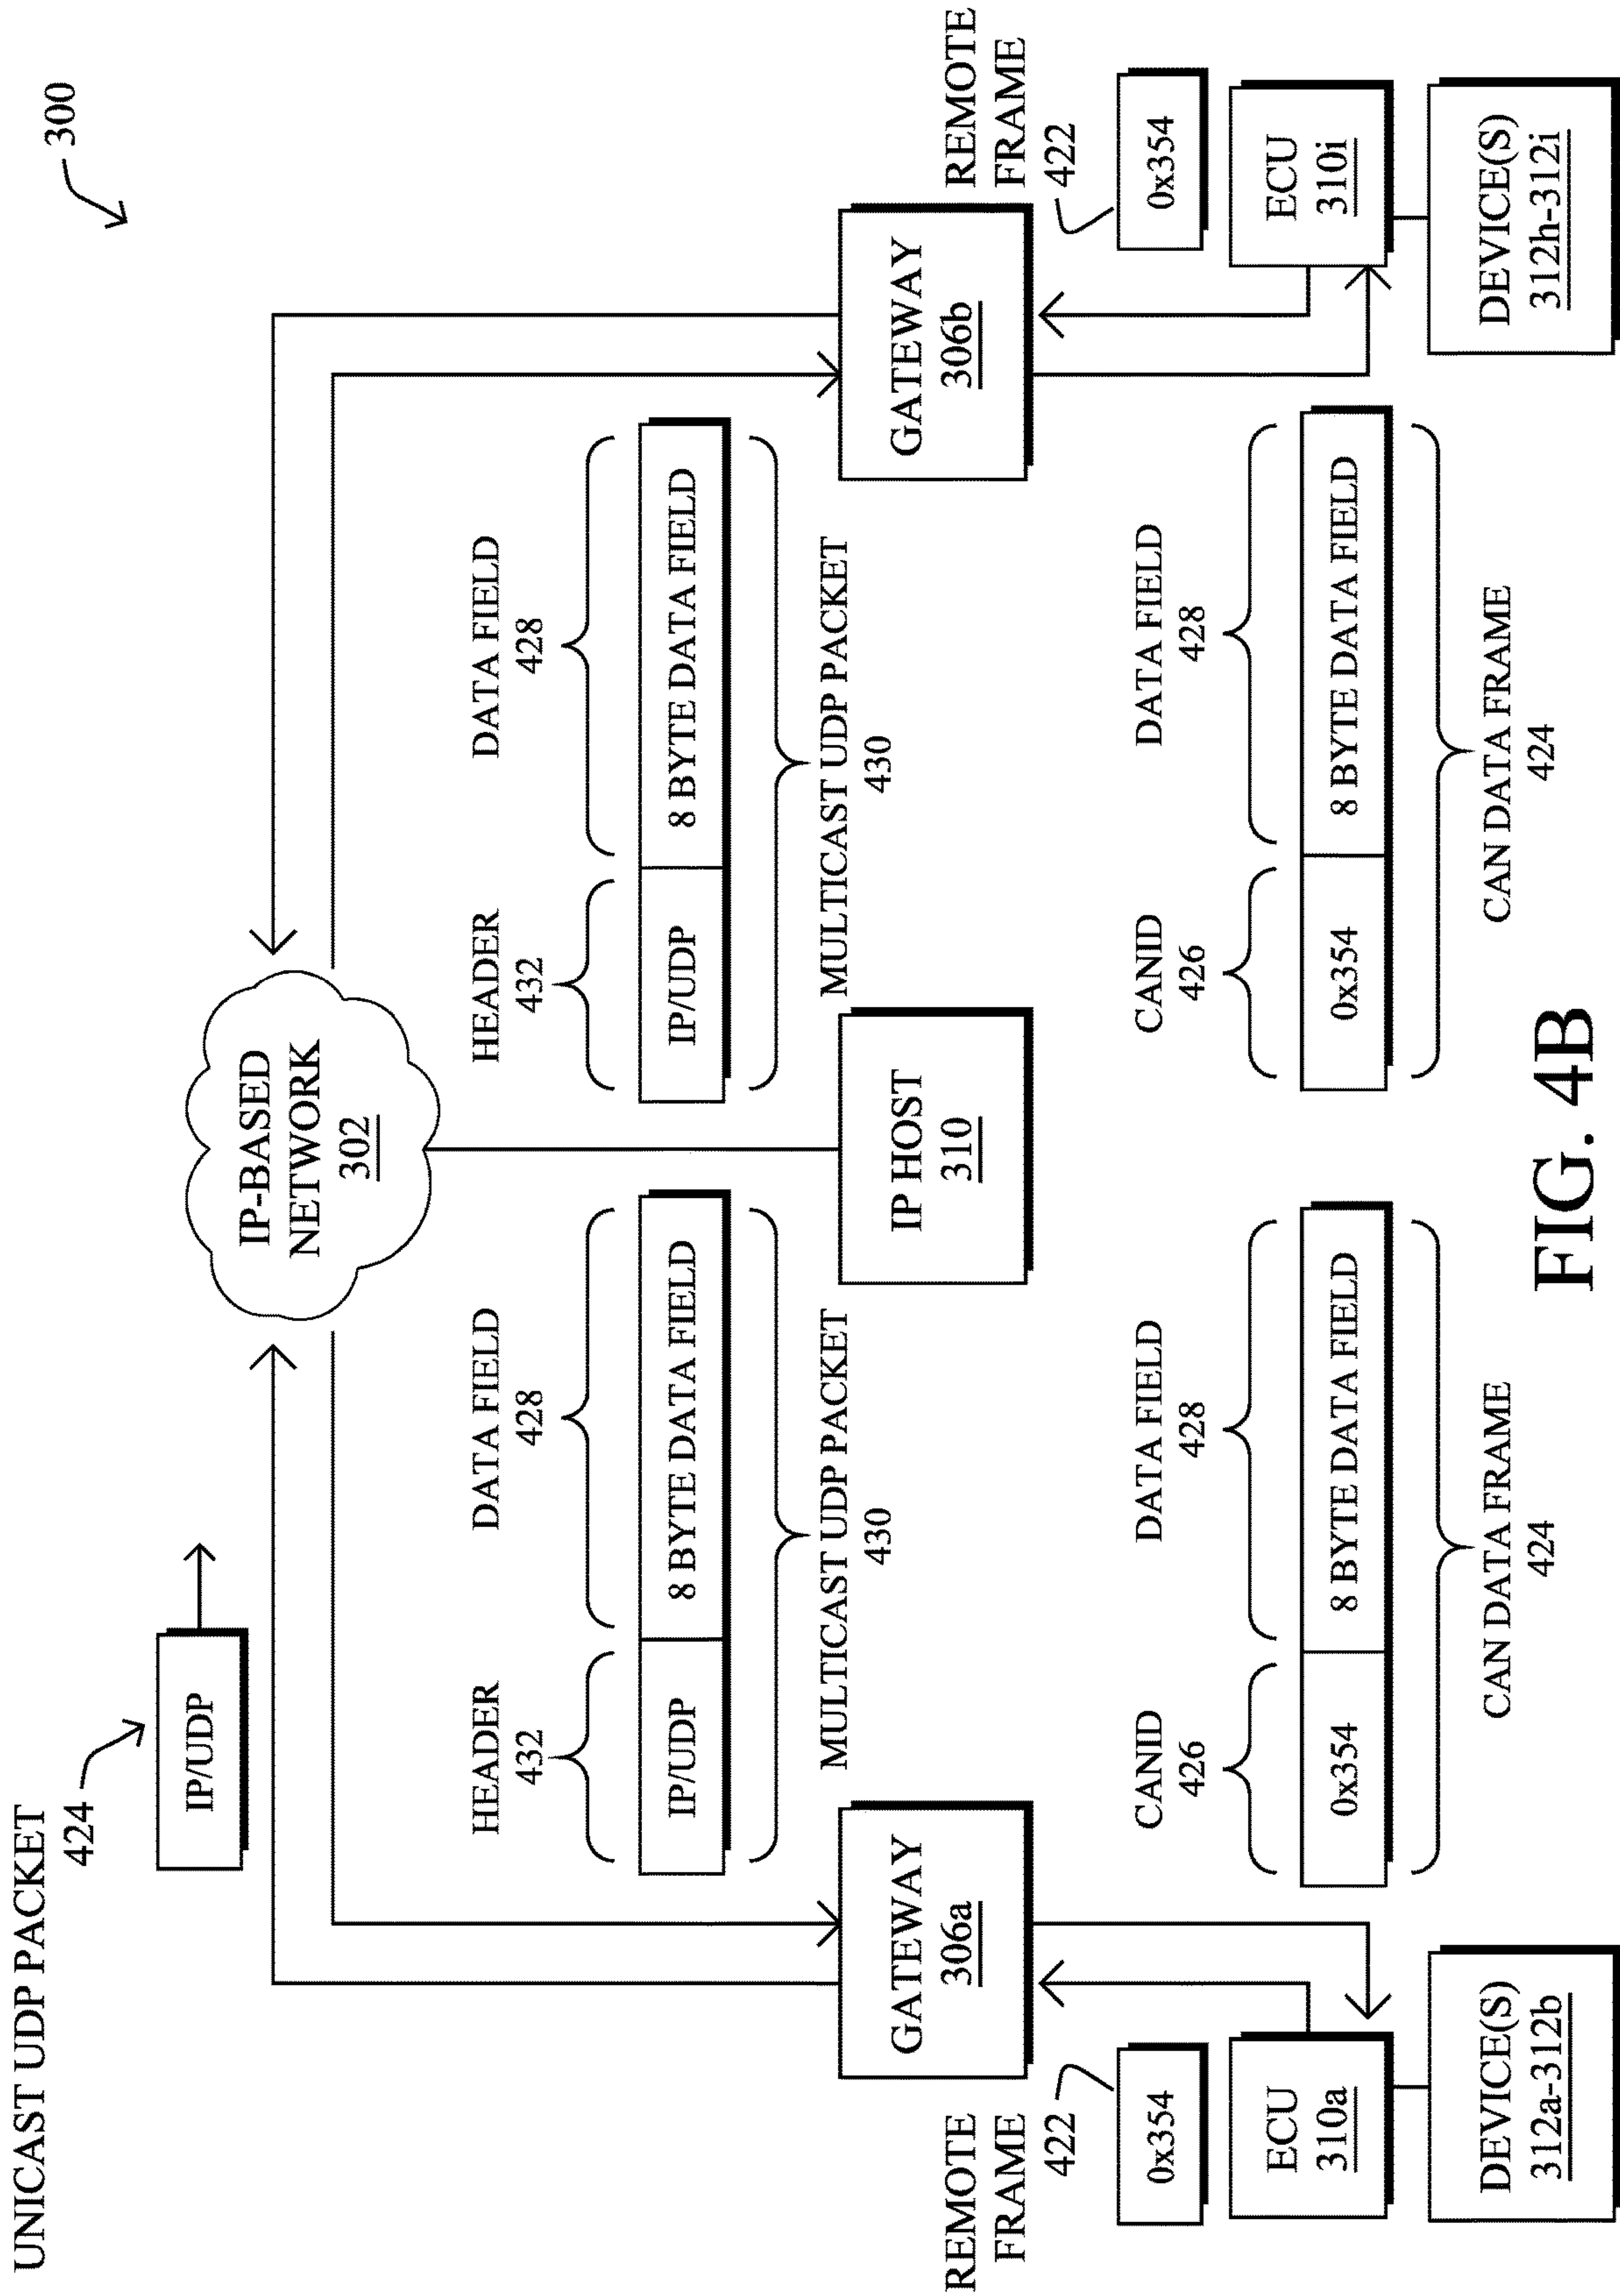 UNICAST UDP PACKET
424
IP/UDP
300
IP-BASED
NETWORK
302
HEADER
432
DATA FIELD
428
IP/UDP
8 BYTE DATA FIELD
MULTICAST UDP PACKET
430
HEADER
432
DATA FIELD
428
IP/UDP
8 BYTE DATA FIELD
MULTICAST UDP PACKET
430
GATEWAY
306a
IP HOST
310
GATEWAY
306b
REMOTE
FRAME
422
0x354
ECU
310a
DEVICE(S)
312a-312b
CANID
426
DATA FIELD
428
0x354
8 BYTE DATA FIELD
CAN DATA FRAME
424
CANID
426
DATA FIELD
428
0x354
8 BYTE DATA FIELD
CAN DATA FRAME
424
REMOTE
FRAME
422
0x354
ECU
310i
DEVICE(S)
312h-312i
FIG. 4B